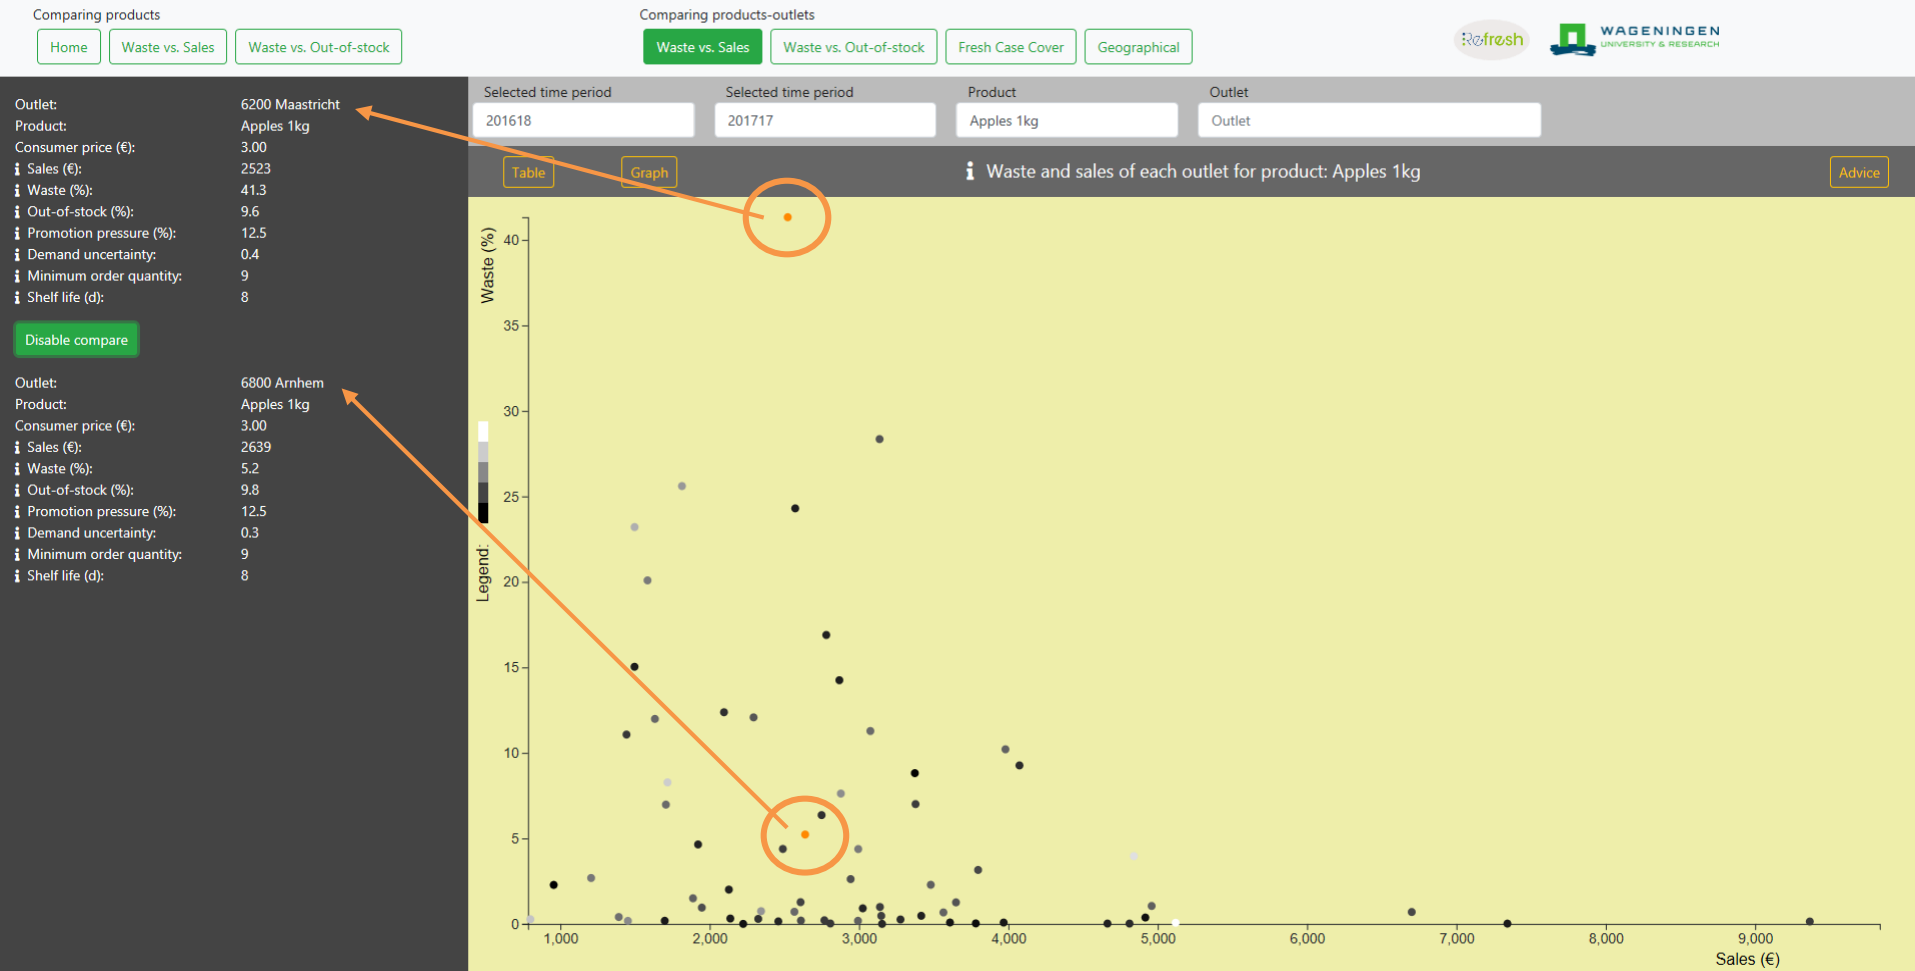 Comparing products
Comparing products-outlets
Home
Waste vs. Sales
Waste vs. Out-of-stock
Waste vs. Sales
Waste vs. Out-of-stock
Fresh Case Cover
Geographical
Refresh
WAGENINGEN
UNIVERSITY & RESEARCH
Outlet: 6200 Maastricht
Product: Apples 1kg
Consumer price (€): 3.00
i Sales (€): 2523
i Waste (%): 41.3
i Out-of-stock (%): 9.6
i Promotion pressure (%): 12.5
i Demand uncertainty: 0.4
i Minimum order quantity: 9
i Shelf life (d): 8
Disable compare
Outlet: 6800 Arnhem
Product: Apples 1kg
Consumer price (€): 3.00
i Sales (€): 2639
i Waste (%): 5.2
i Out-of-stock (%): 9.8
i Promotion pressure (%): 12.5
i Demand uncertainty: 0.3
i Minimum order quantity: 9
i Shelf life (d): 8
Selected time period
Selected time period
Product
Outlet
201618
201717
Apples 1kg
Outlet
Table
Graph
i Waste and sales of each outlet for product: Apples 1kg
Advice
Waste (%)
40
35
30
25
20
15
10
5
0
Legend:
1,000
2,000
3,000
4,000
5,000
6,000
7,000
8,000
9,000
Sales (€)